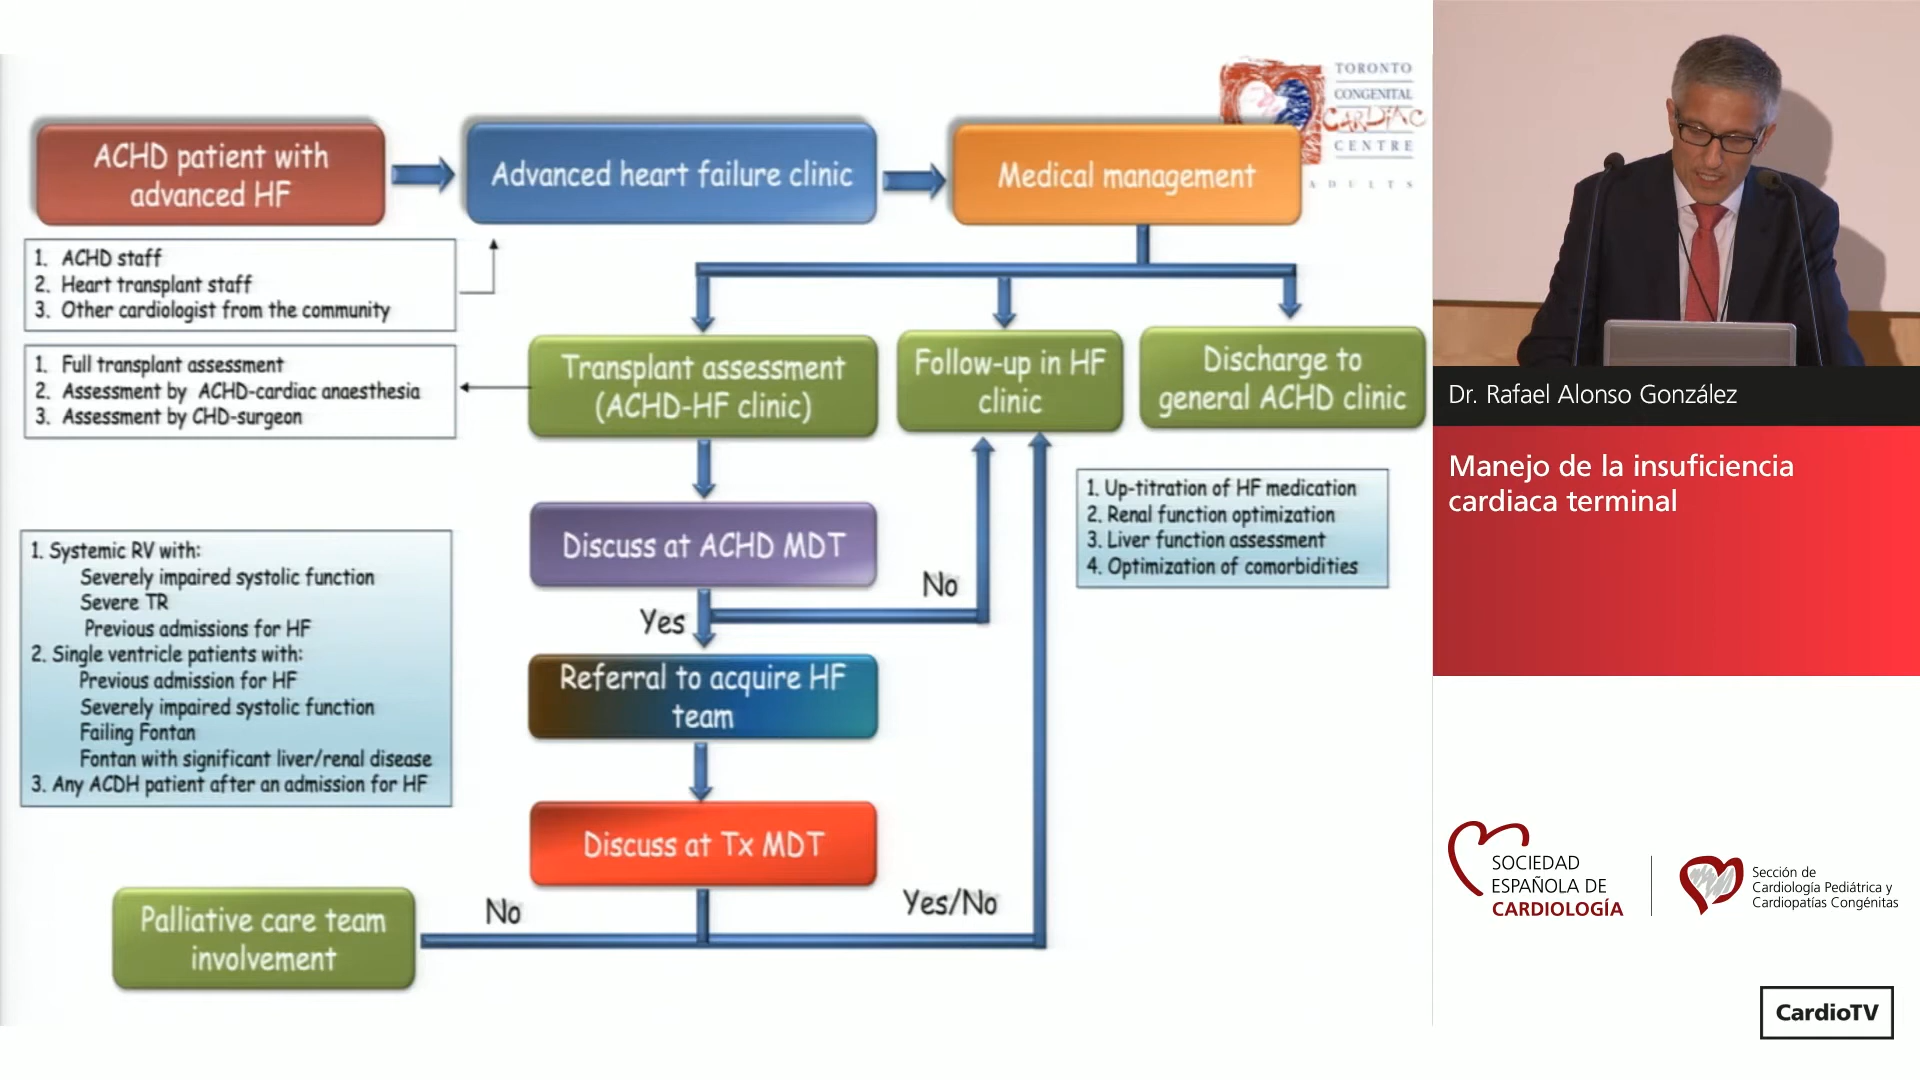 TORONTO
CONGENITAL
CARDIAC
CENTRE
ADULTS
ACHD patient with
advanced HF
Advanced heart failure clinic
Medical management
1. ACHD staff
2. Heart transplant staff
3. Other cardiologist from the community
1. Full transplant assessment
2. Assessment by ACHD-cardiac anaesthesia
3. Assessment by CHD-surgeon
Transplant assessment
(ACHD-HF clinic)
Follow-up in HF
clinic
Discharge to
general ACHD clinic
1. Up-titration of HF medication
2. Renal function optimization
3. Liver function assessment
4. Optimization of comorbidities
Discuss at ACHD MDT
No
Yes
1. Systemic RV with:
Severely impaired systolic function
Severe TR
Previous admissions for HF
2. Single ventricle patients with:
Previous admission for HF
Severely impaired systolic function
Failing Fontan
Fontan with significant liver/renal disease
3. Any ACDH patient after an admission for HF
Referral to acquire HF
team
Discuss at Tx MDT
No
Yes/No
Palliative care team
involvement
Dr. Rafael Alonso González
Manejo de la insuficiencia
cardiaca terminal
SOCIEDAD
ESPAÑOLA DE
CARDIOLOGÍA
Sección de
Cardiología Pediátrica y
Cardiopatías Congénitas
CardioTV